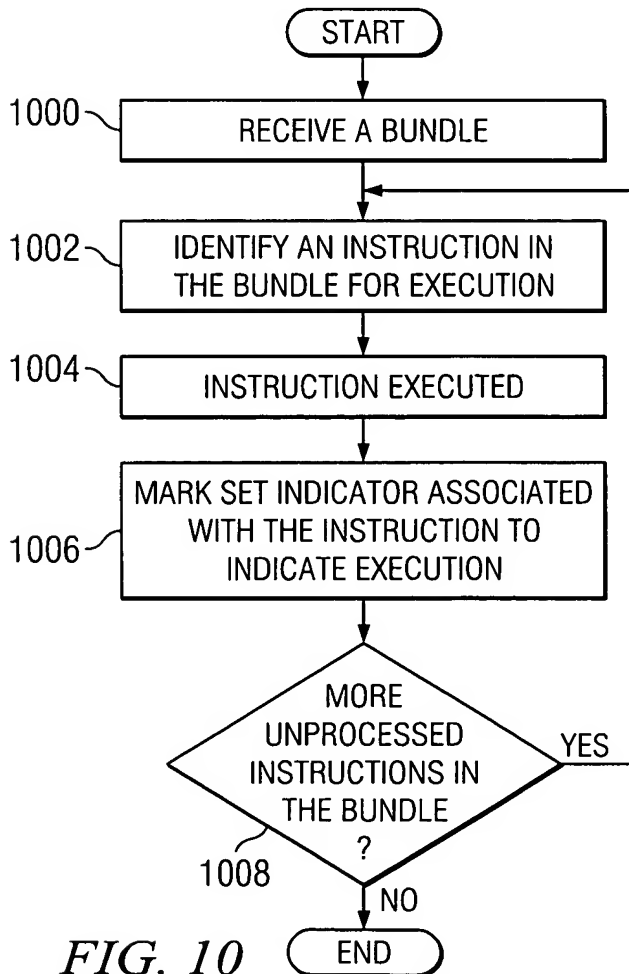 START
1000
RECEIVE A BUNDLE
1002
IDENTIFY AN INSTRUCTION IN
THE BUNDLE FOR EXECUTION
1004
INSTRUCTION EXECUTED
1006
MARK SET INDICATOR ASSOCIATED
WITH THE INSTRUCTION TO
INDICATE EXECUTION
MORE
UNPROCESSED
INSTRUCTIONS IN
THE BUNDLE
?
YES
1008
NO
FIG. 10
END